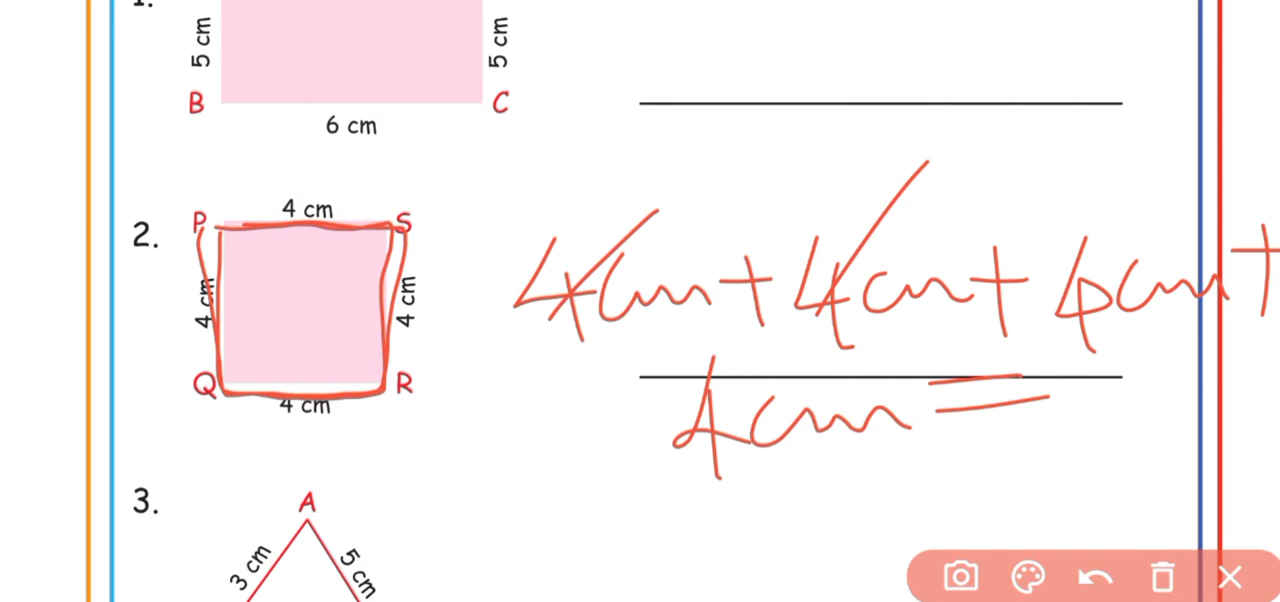 1.
5 cm
5 cm
B
C
6 cm
2.
4 cm
P
S
4 cm
4 cm
Q
R
4 cm
4cm+4cm+4cm+
4cm=
3.
A
3 cm
5 cm